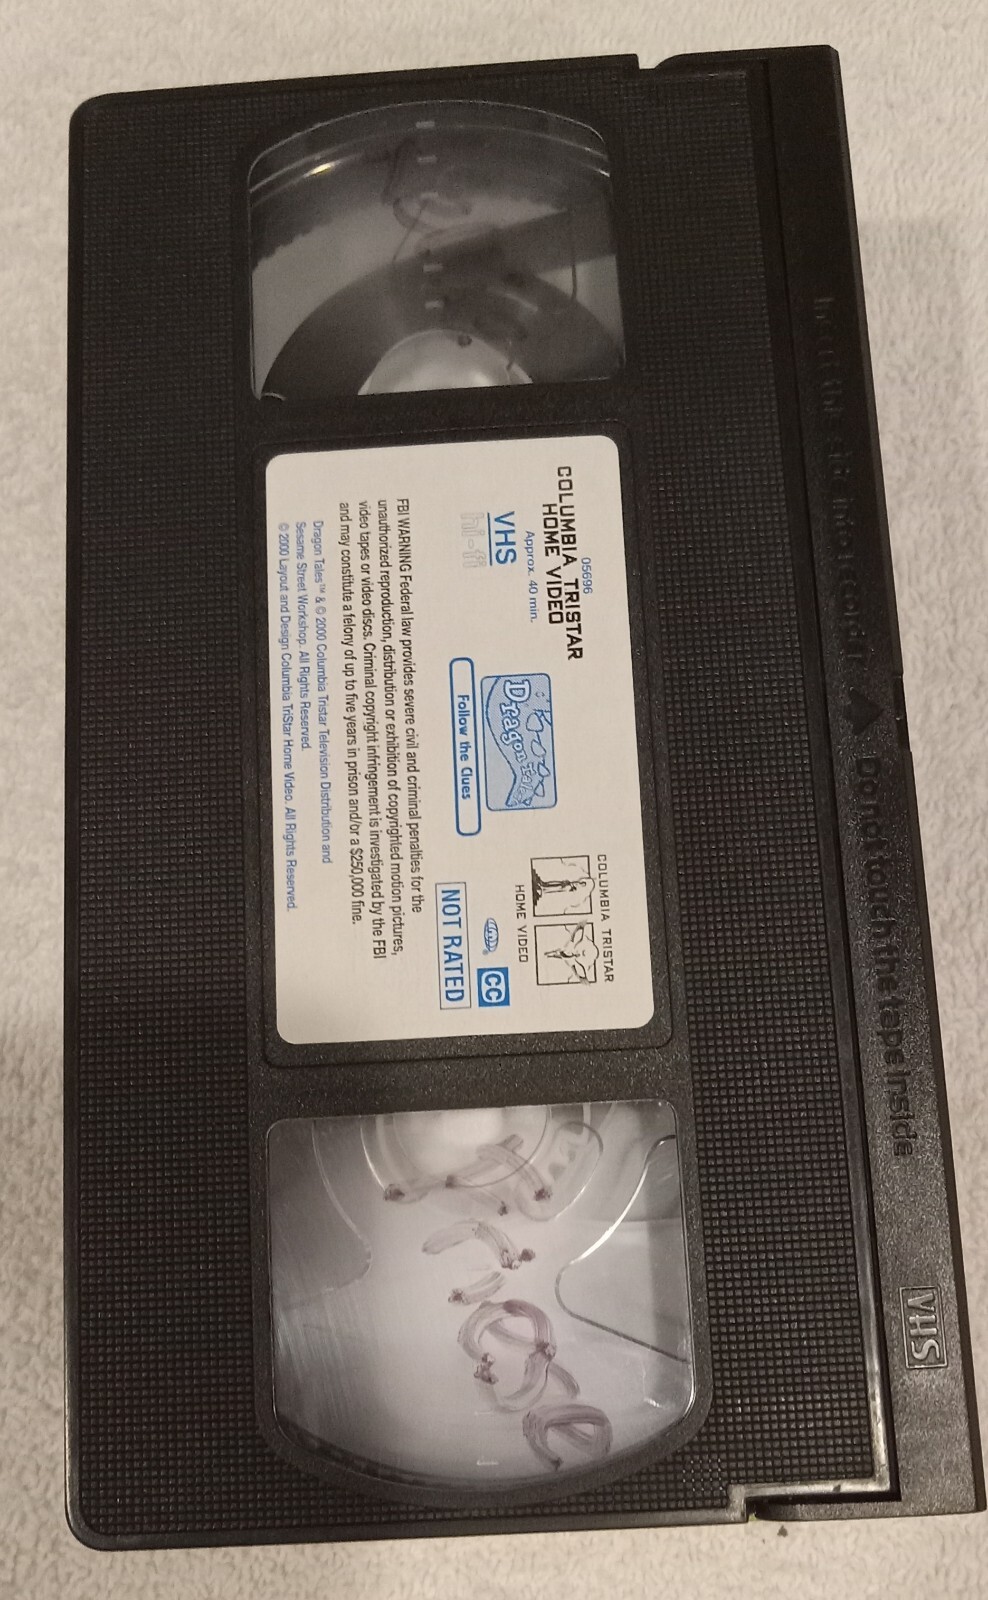 COLUMBIA TRISTAR
HOME VIDEO
05696
Approx. 40 min.
VHS
hi-fi
Dragon Tales
Follow the Clues
COLUMBIA TRISTAR
HOME VIDEO
CC
NOT RATED
FBI WARNING Federal law provides severe civil and criminal penalties for the
unauthorized reproduction, distribution or exhibition of copyrighted motion pictures,
video tapes or video discs. Criminal copyright infringement is investigated by the FBI
and may constitute a felony of up to five years in prison and/or a $250,000 fine.
Dragon Tales™ & © 2000 Columbia Tristar Television Distribution and
Sesame Street Workshop. All Rights Reserved.
© 2000 Layout and Design Columbia TriStar Home Video. All Rights Reserved.
Insert this side into recorder ▲ Do not touch the tape inside
VHS